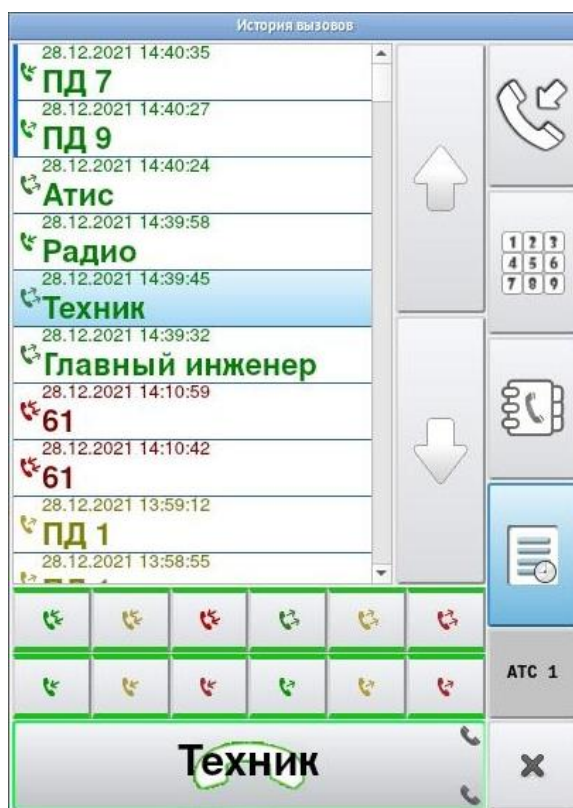 История вызовов
28.12.2021 14:40:35
ПД 7
28.12.2021 14:40:27
ПД 9
28.12.2021 14:40:24
Атис
28.12.2021 14:39:58
Радио
28.12.2021 14:39:45
Техник
28.12.2021 14:39:32
Главный инженер
28.12.2021 14:10:59
61
28.12.2021 14:10:42
61
28.12.2021 13:59:12
ПД 1
28.12.2021 13:58:55
1 2 3
4 5 6
7 8 9
АТС 1
Техник